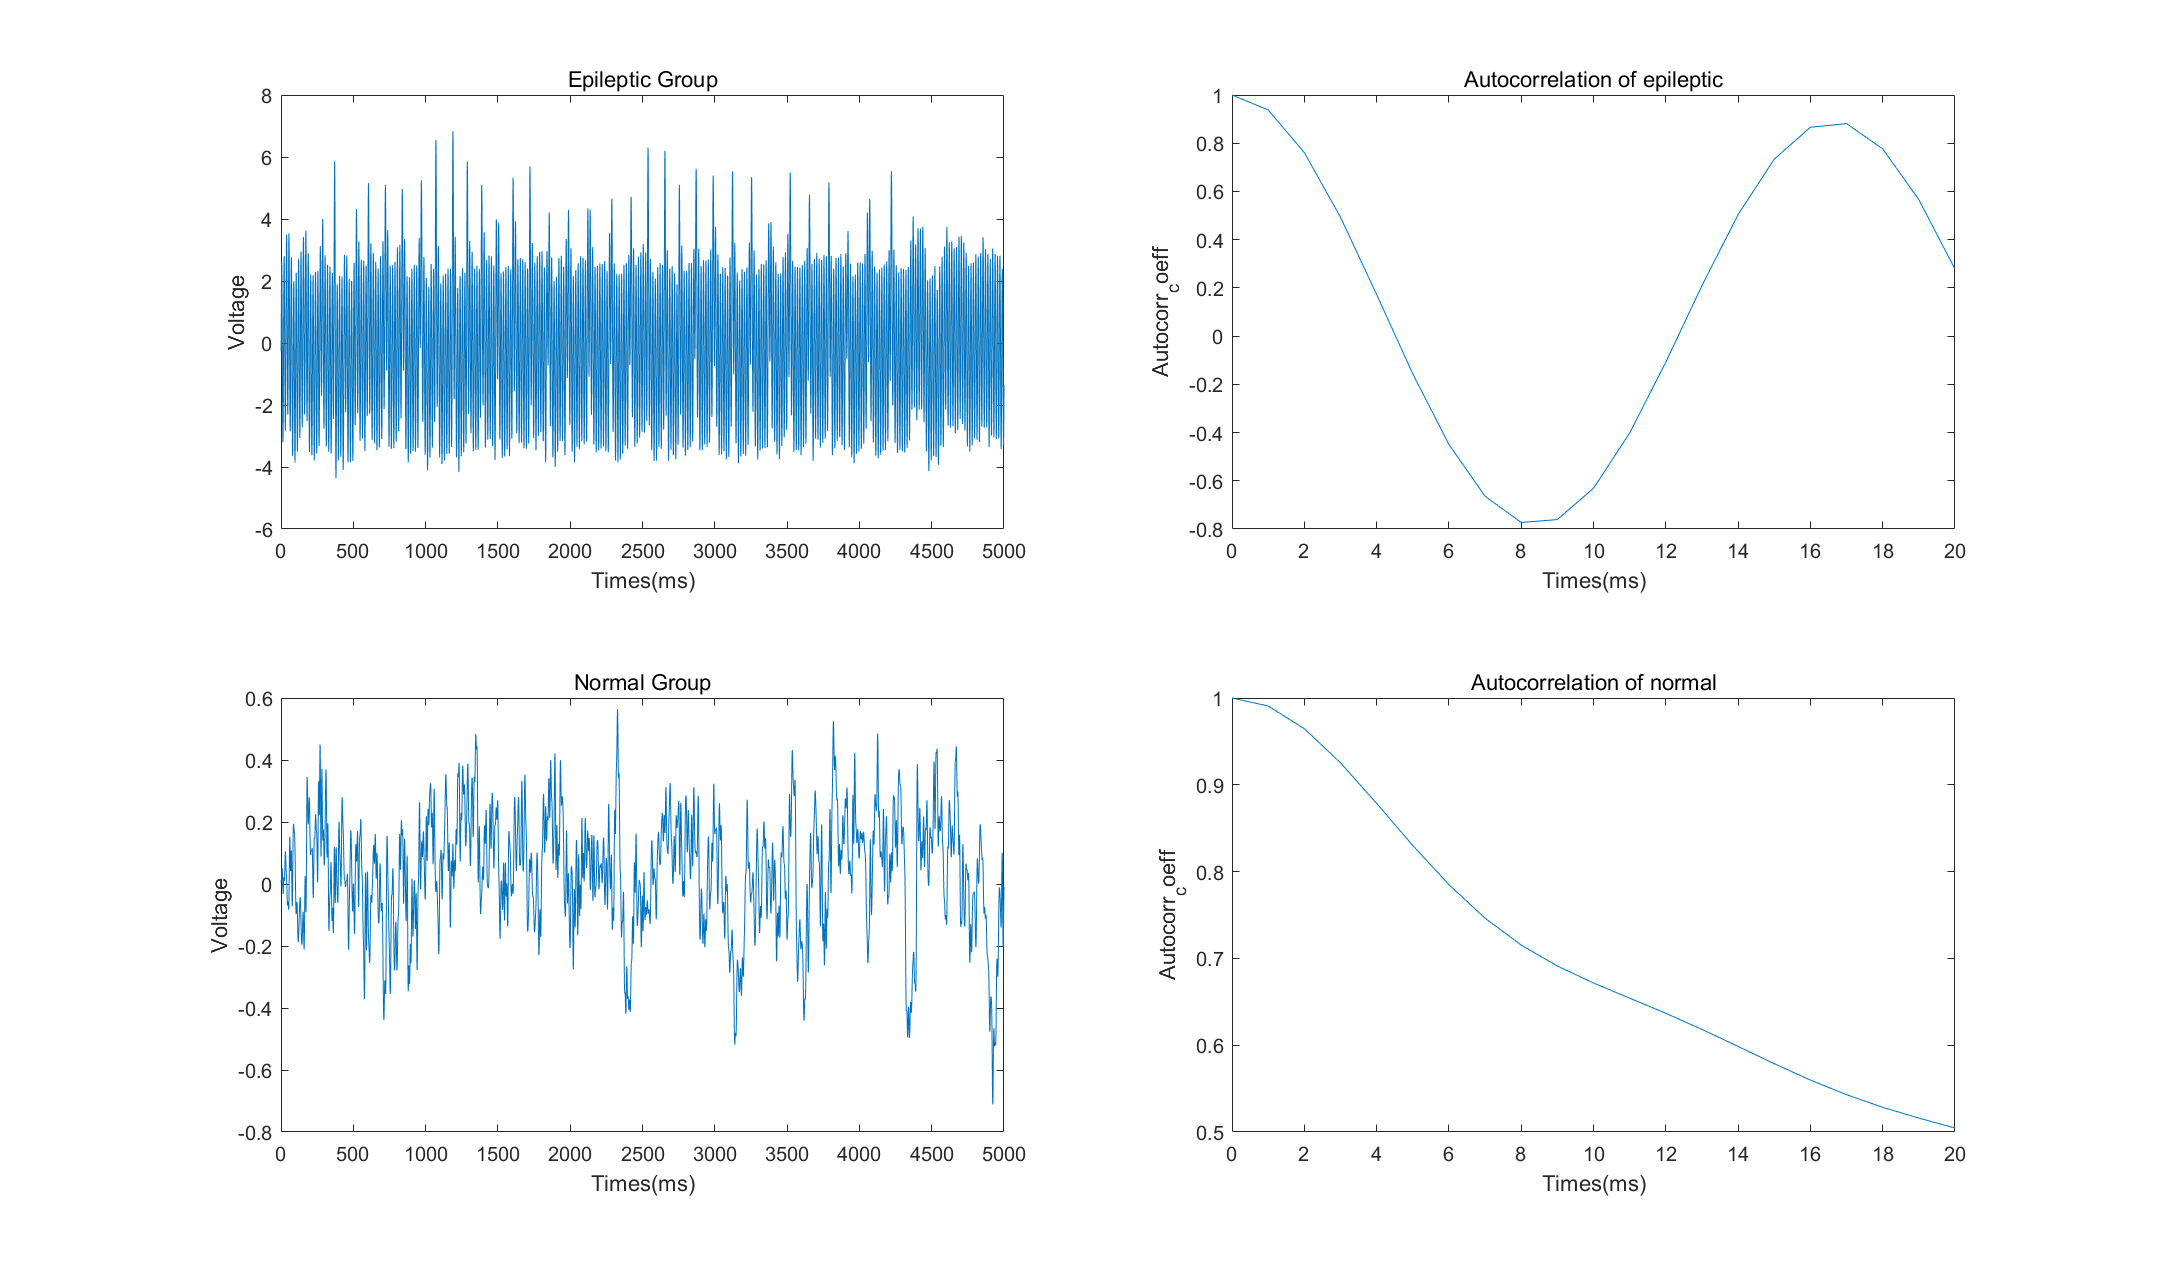 Epileptic Group
8
6
4
2
0
-2
-4
-6
Voltage
0 500 1000 1500 2000 2500 3000 3500 4000 4500 5000
Times(ms)
Autocorrelation of epileptic
1
0.8
0.6
0.4
0.2
0
-0.2
-0.4
-0.6
-0.8
Autocorr_coeff
0 2 4 6 8 10 12 14 16 18 20
Times(ms)
Normal Group
0.6
0.4
0.2
0
-0.2
-0.4
-0.6
-0.8
Voltage
0 500 1000 1500 2000 2500 3000 3500 4000 4500 5000
Times(ms)
Autocorrelation of normal
1
0.9
0.8
0.7
0.6
0.5
Autocorr_coeff
0 2 4 6 8 10 12 14 16 18 20
Times(ms)